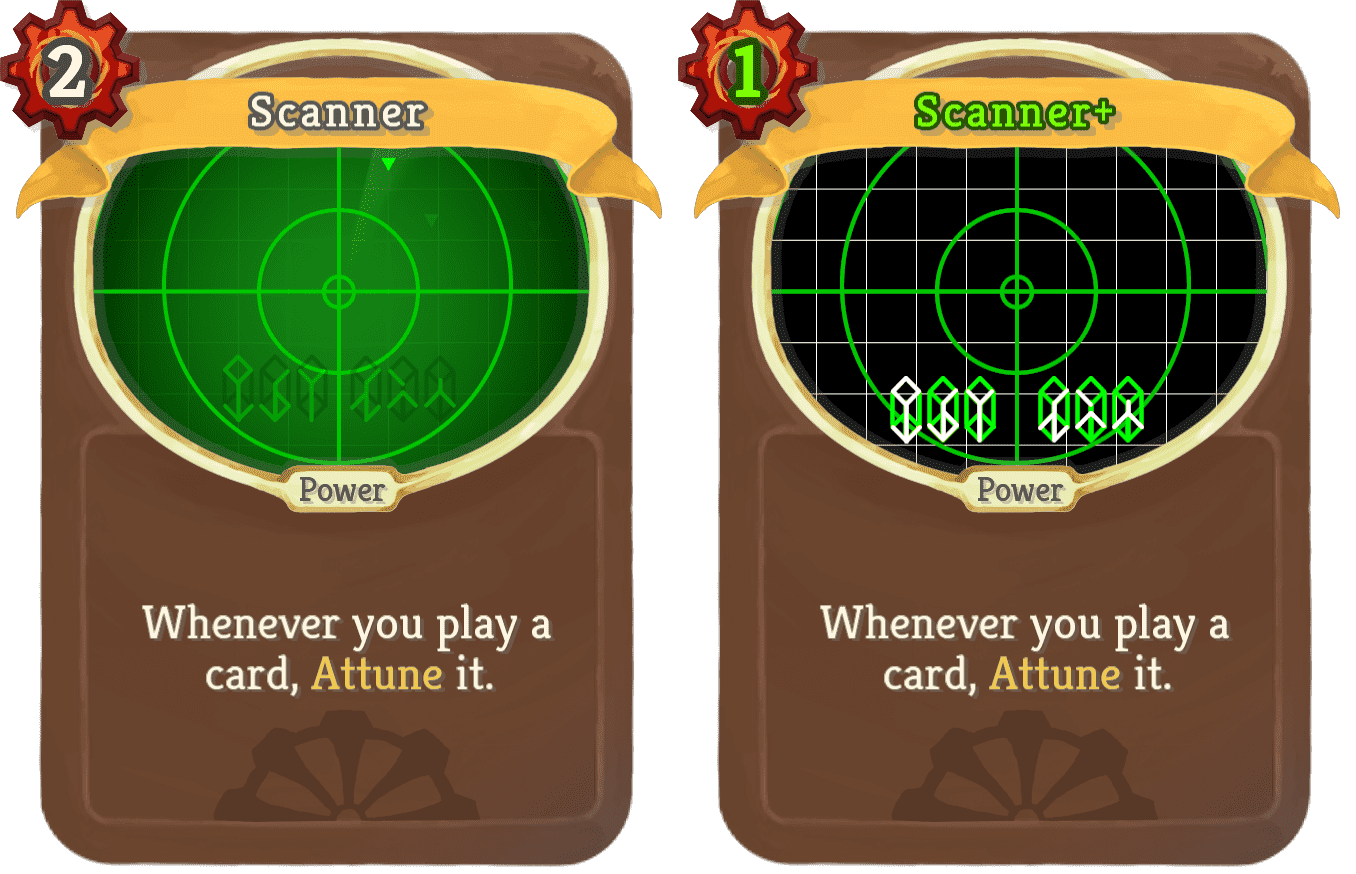 2
Scanner
Power
Whenever you play a
card, Attune it.
1
Scanner+
Power
Whenever you play a
card, Attune it.